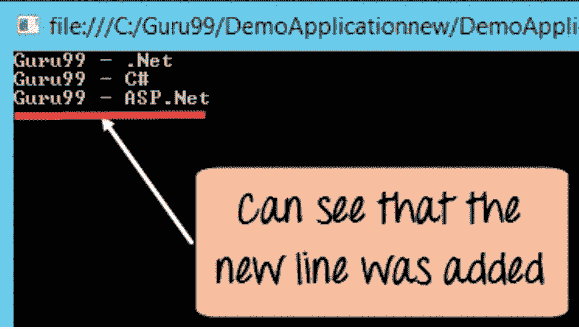 file:///C:/Guru99/DemoApplicationnew/DemoAppli
Guru99 - .Net
Guru99 - C#
Guru99 - ASP.Net
Can see that the
new line was added